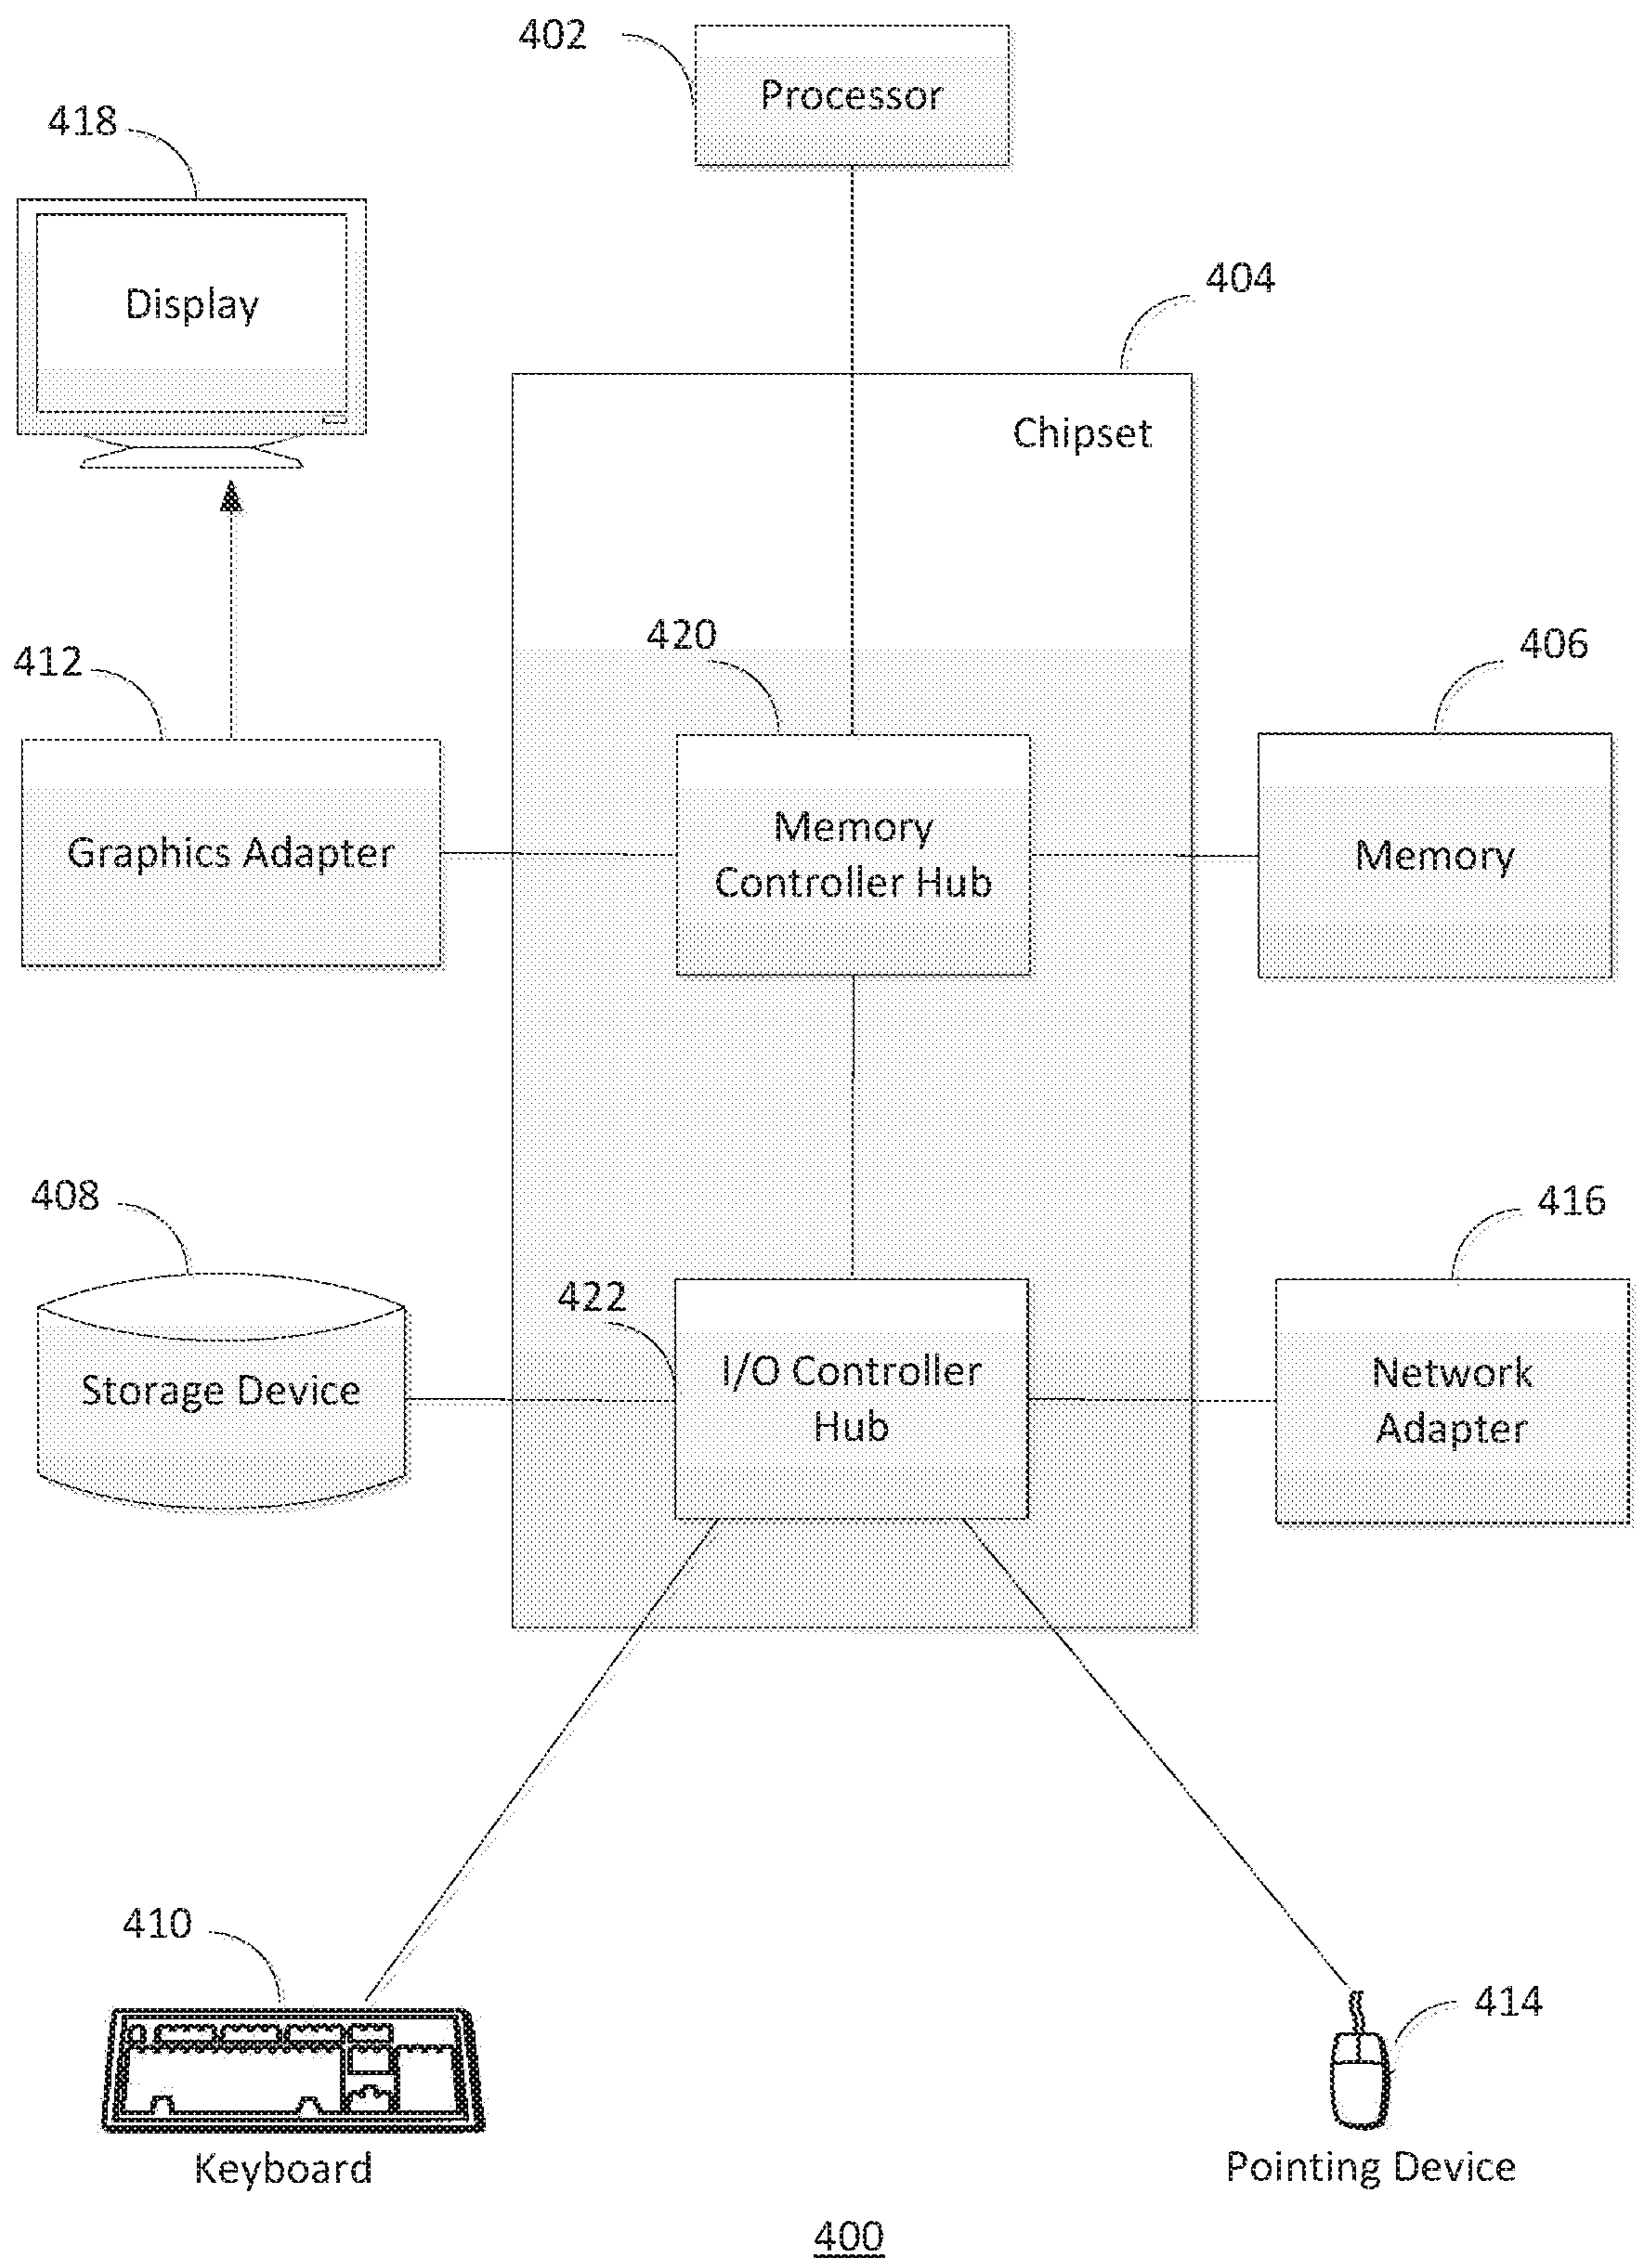 402
Processor
418
Display
404
Chipset
420
412
406
Graphics Adapter
Memory
Controller Hub
Memory
408
416
422
Storage Device
I/O Controller
Hub
Network
Adapter
410
414
Keyboard
Pointing Device
400